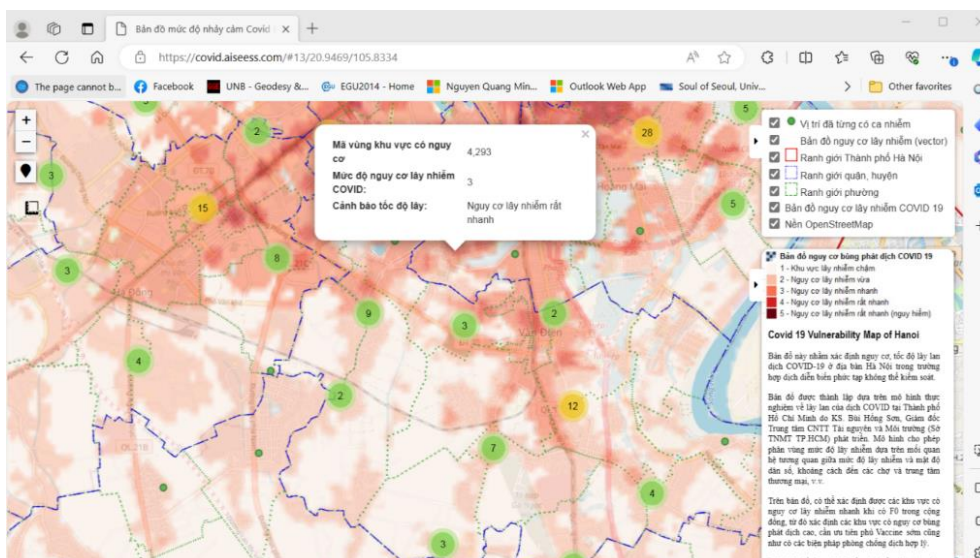 Bản đồ mức độ nhảy cảm Covid
https://covid.aiseess.com/#13/20.9469/105.8334
The page cannot b...
Facebook
UNB - Geodesy &...
EGU2014 - Home
Nguyen Quang Min...
Outlook Web App
Soul of Seoul, Univ...
Other favorites
5
2
28
3
15
5
8
3
9
3
2
4
2
12
7
4
3
Hoàng Mai
Văn Điển
Mã vùng khu vực có nguy cơ
4,293
Mức độ nguy cơ lây nhiễm COVID:
3
Cảnh báo tốc độ lây:
Nguy cơ lây nhiễm rất nhanh
Vị trí đã từng có ca nhiễm
Bản đồ nguy cơ lây nhiễm (vector)
Ranh giới Thành phố Hà Nội
Ranh giới quận, huyện
Ranh giới phường
Bản đồ nguy cơ lây nhiễm COVID 19
Nền OpenStreetMap
Bản đồ nguy cơ bùng phát dịch COVID 19
1 - Khu vực lây nhiễm chậm
2 - Nguy cơ lây nhiễm vừa
3 - Nguy cơ lây nhiễm nhanh
4 - Nguy cơ lây nhiễm rất nhanh
5 - Nguy cơ lây nhiễm rất nhanh (nguy hiểm)
Covid 19 Vulnerability Map of Hanoi
Bản đồ này nhằm xác định nguy cơ, tốc độ lây lan
dịch COVID-19 ở địa bàn Hà Nội trong trường
hợp dịch diễn biến phức tạp không thể kiểm soát.
Bản đồ được thành lập dựa trên mô hình thực
nghiệm về lây lan của dịch COVID tại Thành phố
Hồ Chí Minh do KS. Bùi Hồng Sơn, Giám đốc
Trung tâm CNTT Tài nguyên và Môi trường (Sở
TNMT TP.HCM) phát triển. Mô hình cho phép
phân vùng mức độ lây nhiễm dựa trên mối quan
hệ tương quan giữa mức độ lây nhiễm và mật độ
dân số, khoảng cách đến các chợ và trung tâm
thương mại, v.v.
Trên bản đồ, có thể xác định được các khu vực có
nguy cơ lây nhiễm nhanh khi có F0 trong cộng
đồng, từ đó xác định các khu vực có nguy cơ bùng
phát dịch cao, cần ưu tiên phủ Vaccine sớm cũng
như có các biện pháp phòng chống dịch hợp lý.